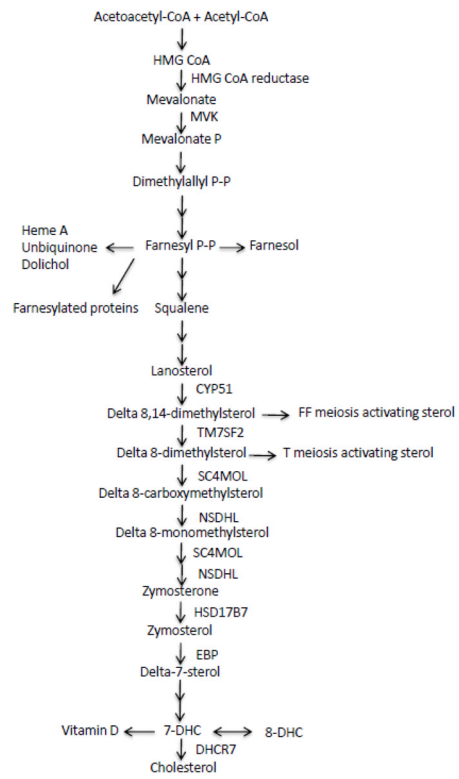 Acetoacetyl-CoA + Acetyl-CoA
HMG CoA
HMG CoA reductase
Mevalonate
MVK
Mevalonate P
Dimethylallyl P-P
Heme A
Unbiquinone
Dolichol
Farnesyl P-P
Farnesol
Farnesylated proteins
Squalene
Lanosterol
CYP51
Delta 8,14-dimethylsterol
FF meiosis activating sterol
TM7SF2
Delta 8-dimethylsterol
T meiosis activating sterol
SC4MOL
Delta 8-carboxymethylsterol
NSDHL
Delta 8-monomethylsterol
SC4MOL
NSDHL
Zymosterone
HSD17B7
Zymosterol
EBP
Delta-7-sterol
Vitamin D
7-DHC
8-DHC
DHCR7
Cholesterol